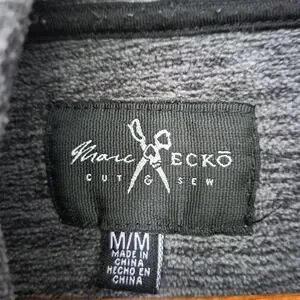 Marc ECKŌ
CUT & SEW
M/M
MADE IN
CHINA
HECHO EN
CHINA